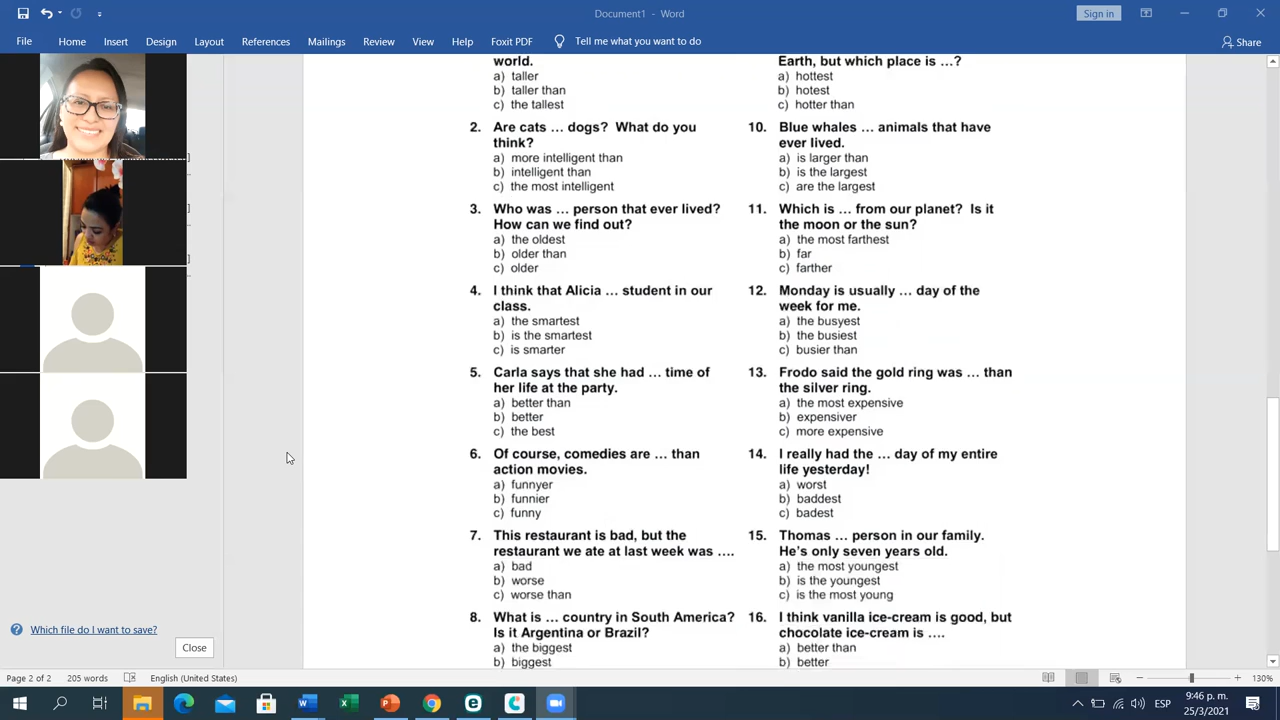 Document1 - Word
Sign in
File Home Insert Design Layout References Mailings Review View Help Foxit PDF Tell me what you want to do Share
world.
a) taller
b) taller than
c) the tallest
2. Are cats … dogs? What do you
think?
a) more intelligent than
b) intelligent than
c) the most intelligent
3. Who was … person that ever lived?
How can we find out?
a) the oldest
b) older than
c) older
4. I think that Alicia … student in our
class.
a) the smartest
b) is the smartest
c) is smarter
5. Carla says that she had … time of
her life at the party.
a) better than
b) better
c) the best
6. Of course, comedies are … than
action movies.
a) funnyer
b) funnier
c) funny
7. This restaurant is bad, but the
restaurant we ate at last week was ….
a) bad
b) worse
c) worse than
8. What is … country in South America?
Is it Argentina or Brazil?
a) the biggest
b) biggest
Earth, but which place is …?
a) hottest
b) hotest
c) hotter than
10. Blue whales … animals that have
ever lived.
a) is larger than
b) is the largest
c) are the largest
11. Which is … from our planet? Is it
the moon or the sun?
a) the most farthest
b) far
c) farther
12. Monday is usually … day of the
week for me.
a) the busyest
b) the busiest
c) busier than
13. Frodo said the gold ring was … than
the silver ring.
a) the most expensive
b) expensiver
c) more expensive
14. I really had the … day of my entire
life yesterday!
a) worst
b) baddest
c) badest
15. Thomas … person in our family.
He's only seven years old.
a) the most youngest
b) is the youngest
c) is the most young
16. I think vanilla ice-cream is good, but
chocolate ice-cream is ….
a) better than
b) better
Which file do I want to save?
Close
Page 2 of 2 205 words English (United States) 130%
ESP
9:46 p. m.
25/3/2021